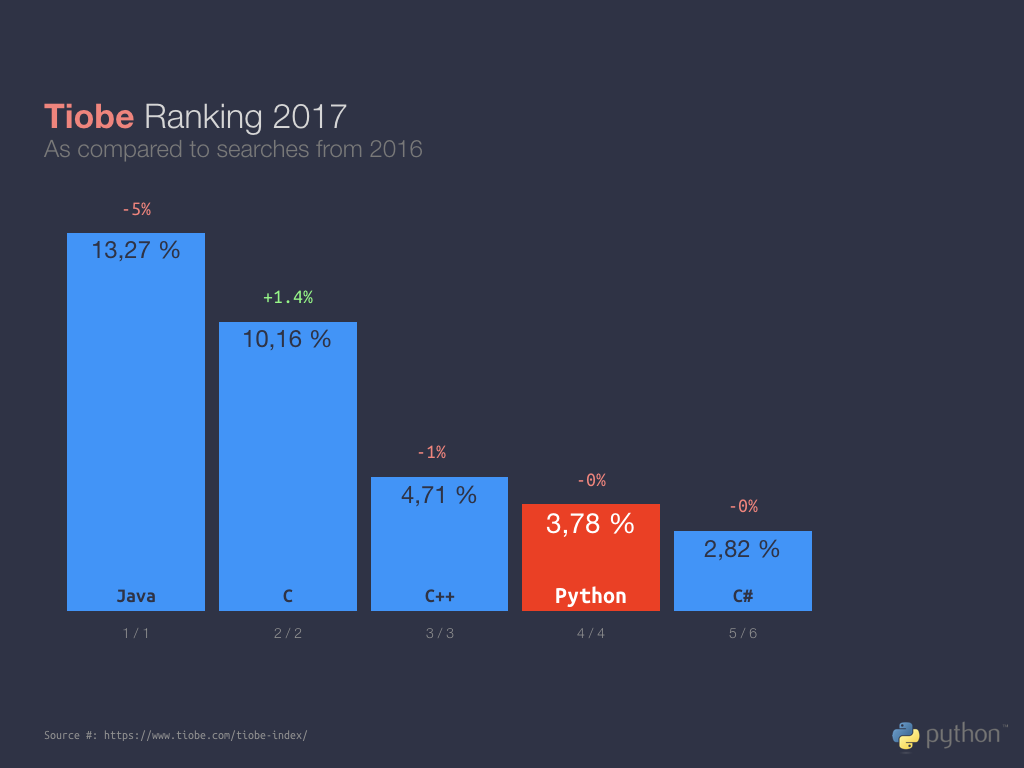 Tiobe Ranking 2017
As compared to searches from 2016
-5%
13,27 %
+1.4%
10,16 %
-1%
4,71 %
-0%
3,78 %
-0%
2,82 %
Java C C++ Python C#
1 / 1 2 / 2 3 / 3 4 / 4 5 / 6
Source #: https://www.tiobe.com/tiobe-index/
python™